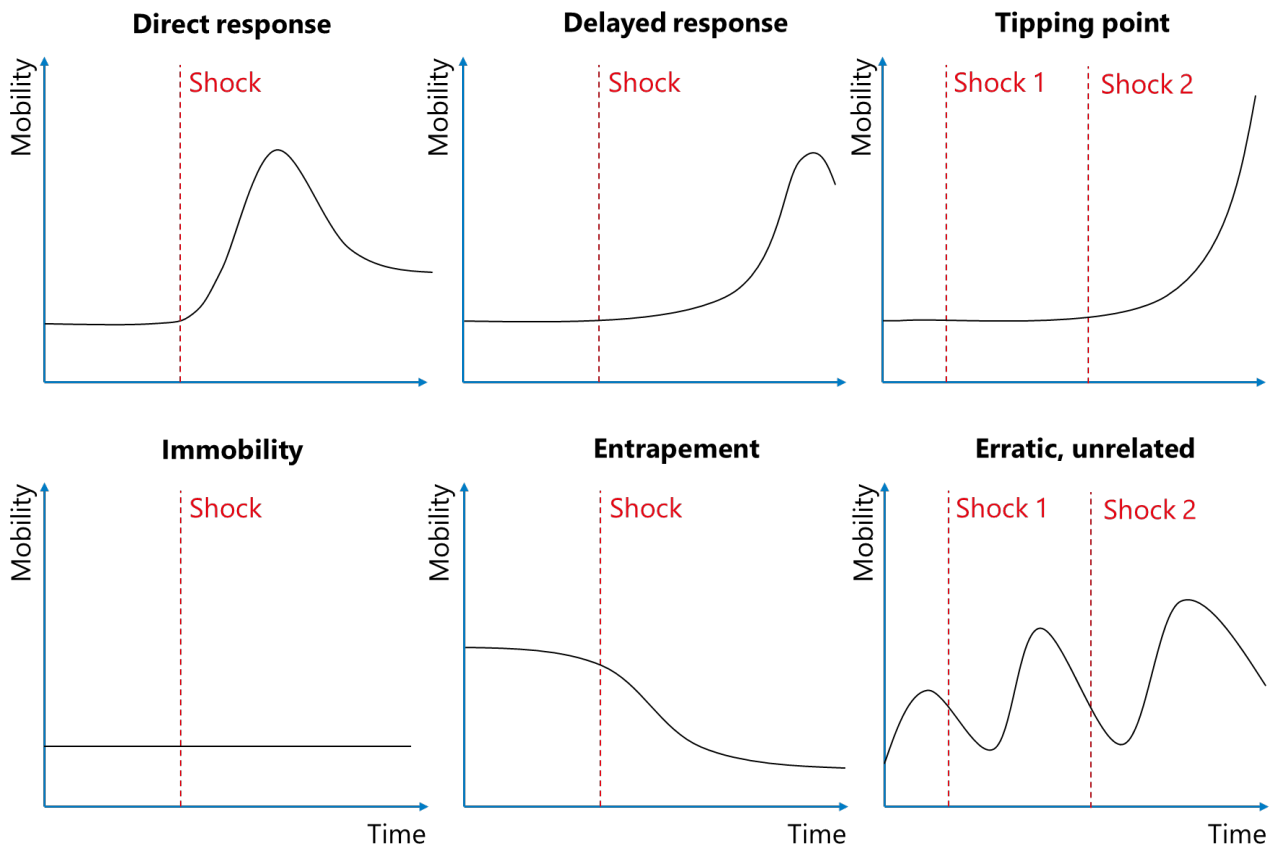 Direct response
Mobility
Shock
Delayed response
Mobility
Shock
Tipping point
Mobility
Shock 1
Shock 2
Immobility
Mobility
Shock
Time
Entrapement
Mobility
Shock
Time
Erratic, unrelated
Mobility
Shock 1
Shock 2
Time